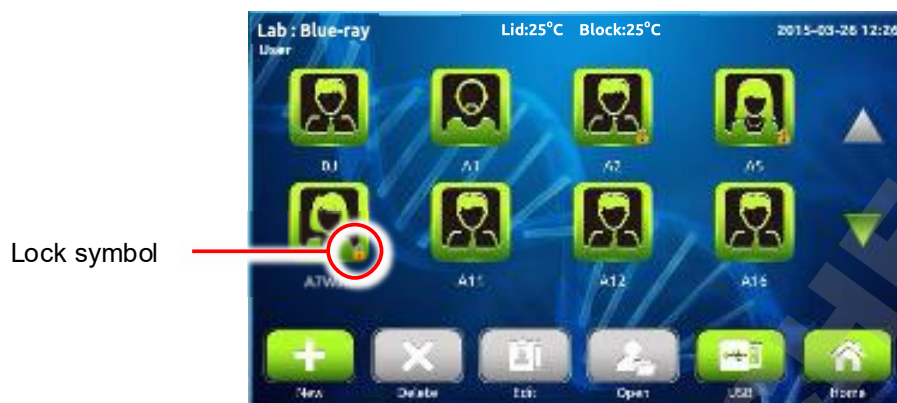 Lab : Blue-ray Lid:25°C Block:25°C 2015-03-26 12:26
User
DJ A1 A2 A5
Lock symbol
A11 A12 A16
New Delete Edit Open USB Home